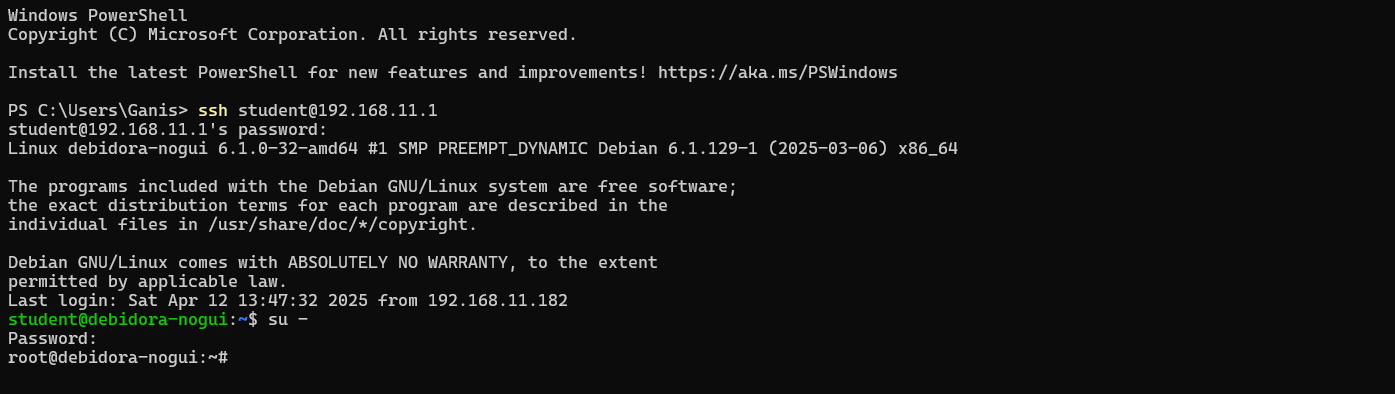 Windows PowerShell
Copyright (C) Microsoft Corporation. All rights reserved.
Install the latest PowerShell for new features and improvements! https://aka.ms/PSWindows
PS C:\Users\Ganis> ssh student@192.168.11.1
student@192.168.11.1's password:
Linux debidora-nogui 6.1.0-32-amd64 #1 SMP PREEMPT_DYNAMIC Debian 6.1.129-1 (2025-03-06) x86_64
The programs included with the Debian GNU/Linux system are free software;
the exact distribution terms for each program are described in the
individual files in /usr/share/doc/*/copyright.
Debian GNU/Linux comes with ABSOLUTELY NO WARRANTY, to the extent
permitted by applicable law.
Last login: Sat Apr 12 13:47:32 2025 from 192.168.11.182
student@debidora-nogui:~$ su -
Password:
root@debidora-nogui:~#